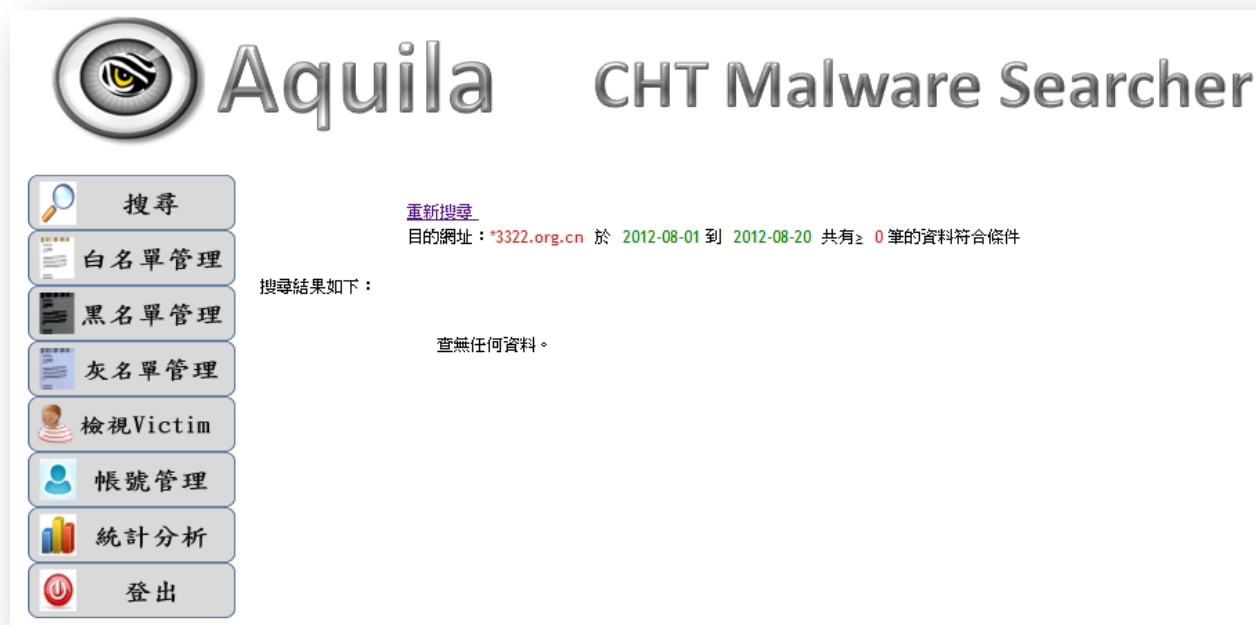 Aquila CHT Malware Searcher
搜尋
白名單管理
黑名單管理
灰名單管理
檢視Victim
帳號管理
統計分析
登出
重新搜尋
目的網址：*3322.org.cn 於 2012-08-01 到 2012-08-20 共有≥ 0 筆的資料符合條件
搜尋結果如下：
查無任何資料。